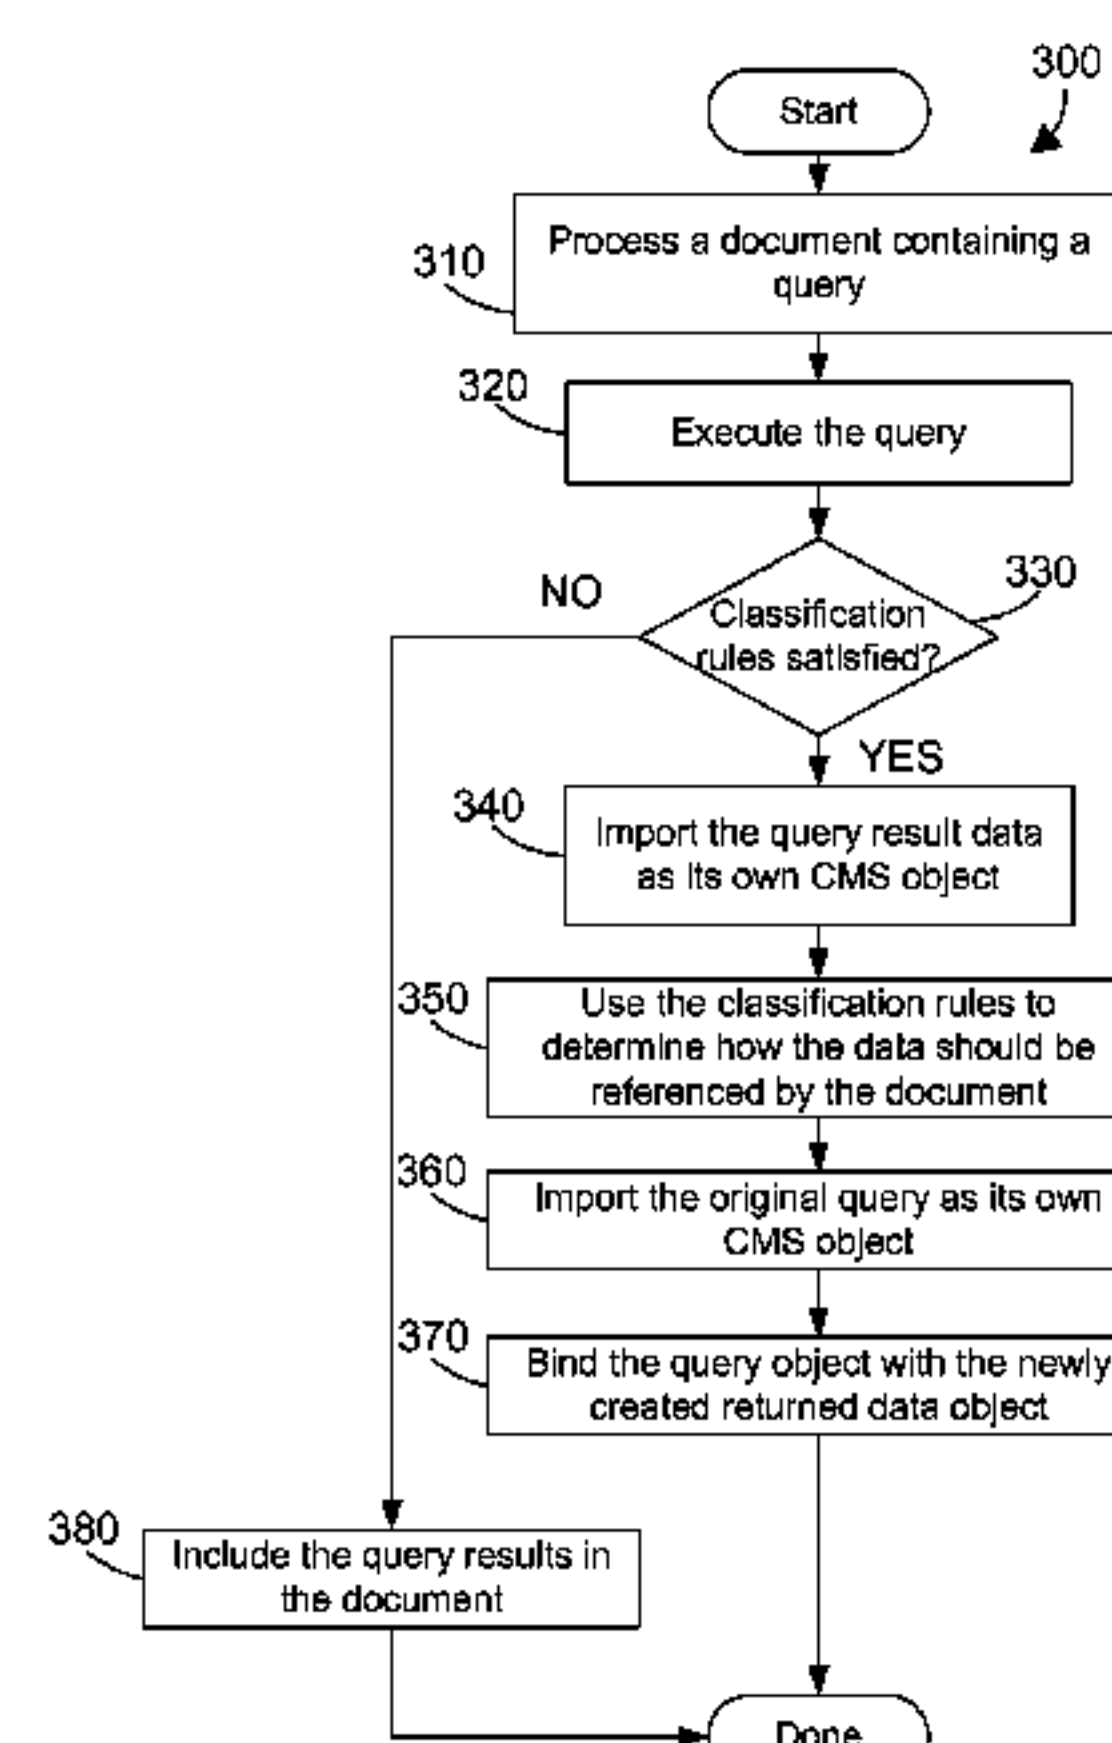 300
Start
310
Process a document containing a
query
320
Execute the query
330
NO
Classification
rules satisfied?
YES
340
Import the query result data
as its own CMS object
350
Use the classification rules to
determine how the data should be
referenced by the document
360
Import the original query as its own
CMS object
370
Bind the query object with the newly
created returned data object
380
Include the query results in
the document
Done